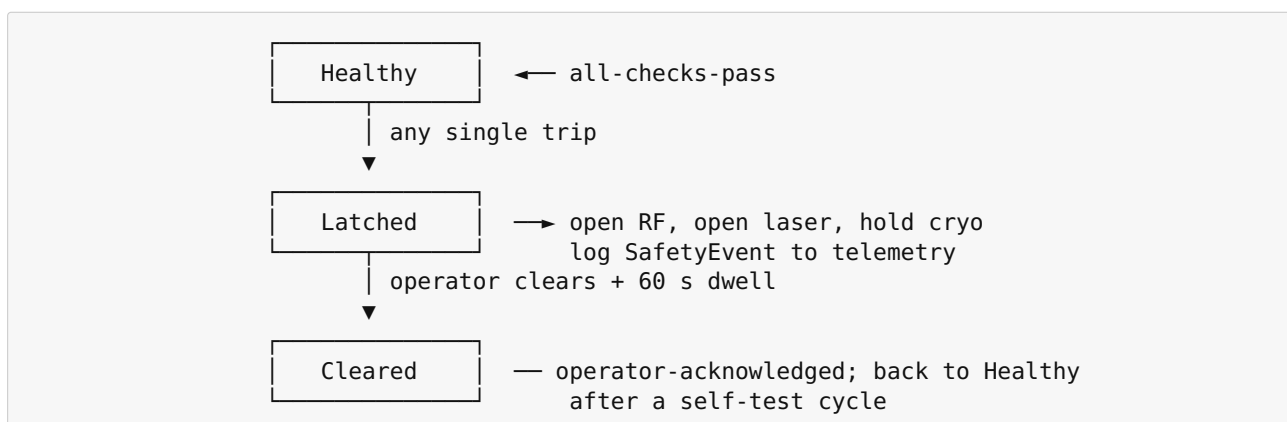 Healthy ◄── all-checks-pass
any single trip
Latched ──► open RF, open laser, hold cryo
log SafetyEvent to telemetry
operator clears + 60 s dwell
Cleared ── operator-acknowledged; back to Healthy
after a self-test cycle